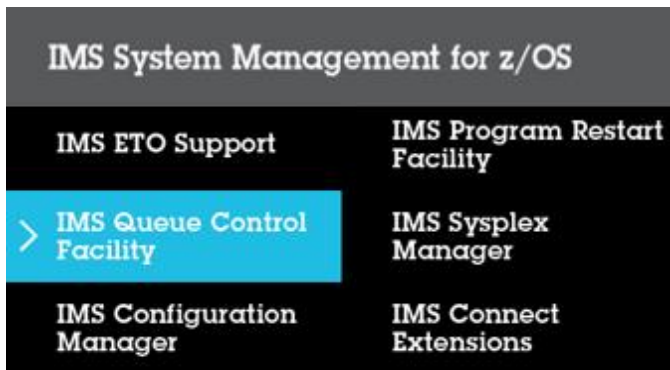 IMS System Management for z/OS
IMS ETO Support
IMS Program Restart
Facility
IMS Queue Control
Facility
IMS Sysplex
Manager
IMS Configuration
Manager
IMS Connect
Extensions